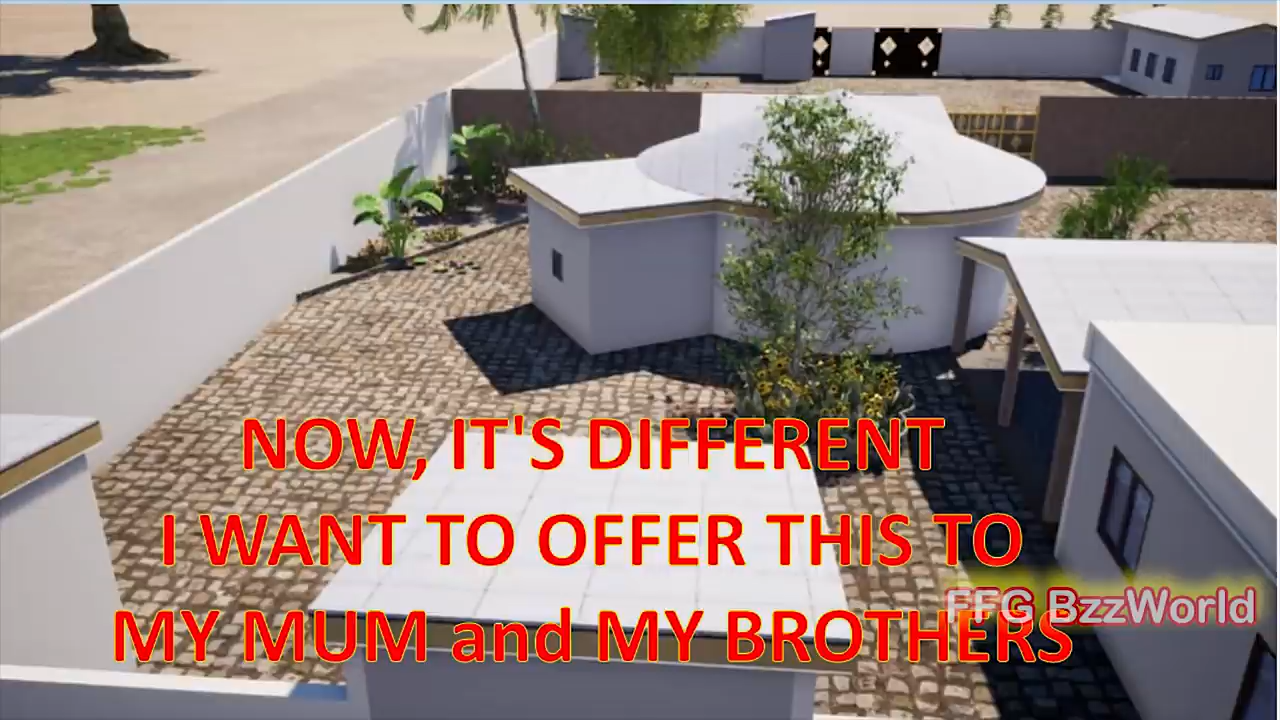 NOW, IT'S DIFFERENT
I WANT TO OFFER THIS TO
MY MUM and MY BROTHERS
FFG BzzWorld